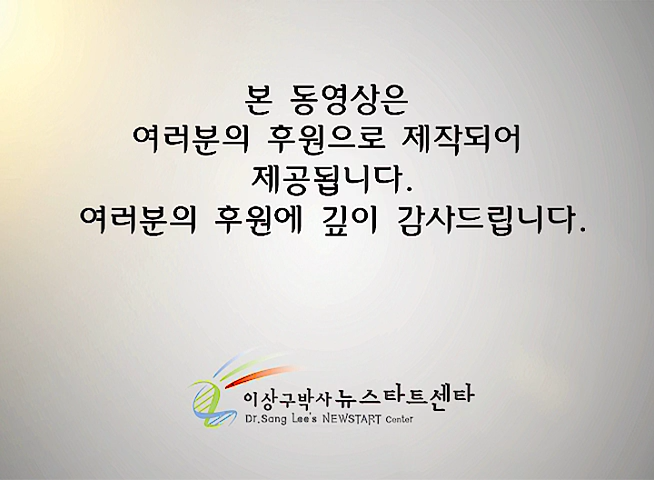 본 동영상은
여러분의 후원으로 제작되어
제공됩니다.
여러분의 후원에 깊이 감사드립니다.
이상구박사 뉴스타트센타
Dr.Sang Lee's NEWSTART Center